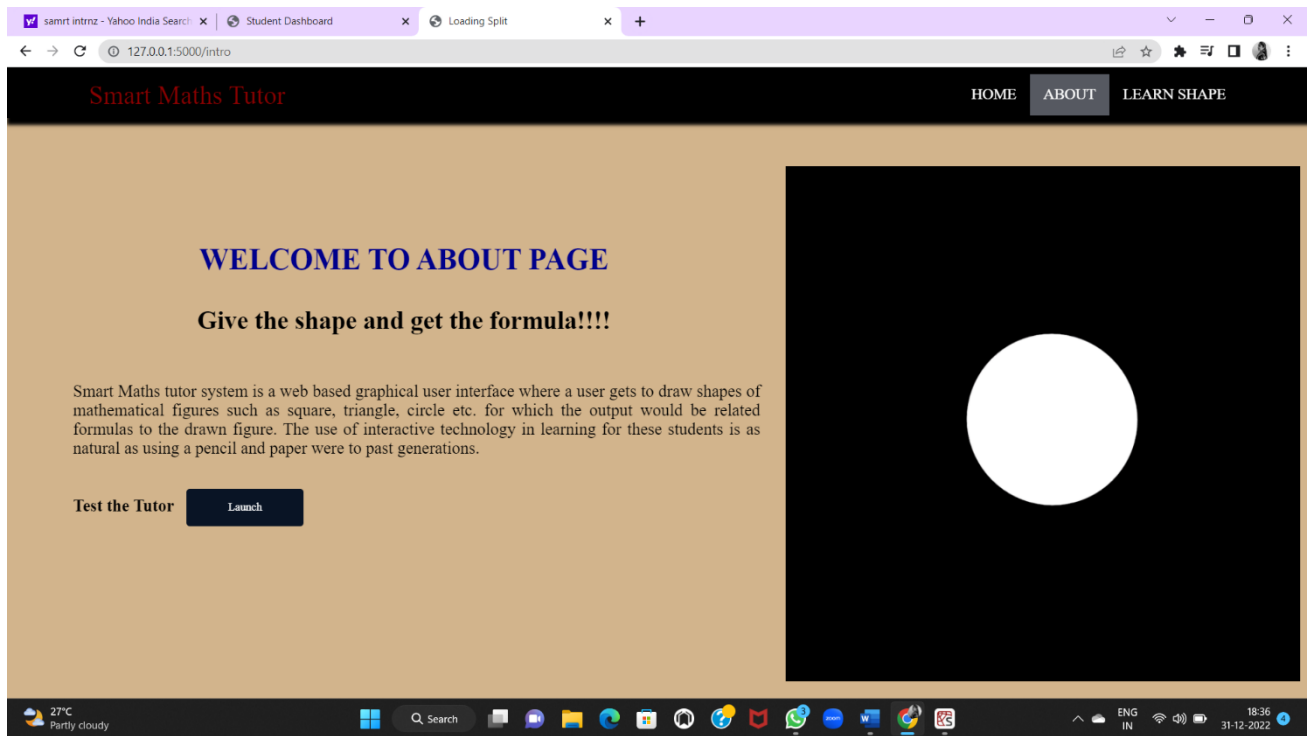 samrt intrnz - Yahoo India Search
Student Dashboard
Loading Split
127.0.0.1:5000/intro
Smart Maths Tutor
HOME
ABOUT
LEARN SHAPE
WELCOME TO ABOUT PAGE
Give the shape and get the formula!!!!
Smart Maths tutor system is a web based graphical user interface where a user gets to draw shapes of
mathematical figures such as square, triangle, circle etc. for which the output would be related
formulas to the drawn figure. The use of interactive technology in learning for these students is as
natural as using a pencil and paper were to past generations.
Test the Tutor
Launch
27°C
Partly cloudy
Search
3
zoom
ENG
IN
18:36
31-12-2022
4